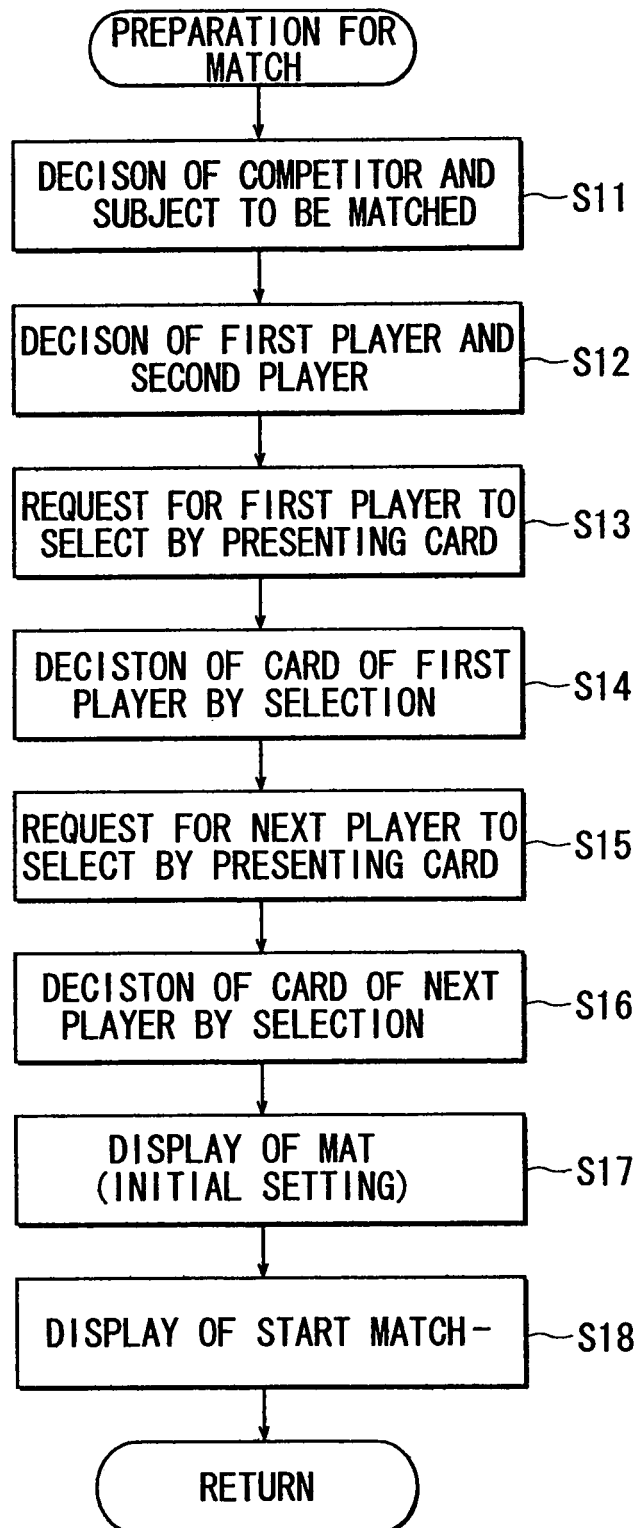 PREPARATION FOR
MATCH
DECISON OF COMPETITOR AND
SUBJECT TO BE MATCHED
S11
DECISON OF FIRST PLAYER AND
SECOND PLAYER
S12
REQUEST FOR FIRST PLAYER TO
SELECT BY PRESENTING CARD
S13
DECISTON OF CARD OF FIRST
PLAYER BY SELECTION
S14
REQUEST FOR NEXT PLAYER TO
SELECT BY PRESENTING CARD
S15
DECISTON OF CARD OF NEXT
PLAYER BY SELECTION
S16
DISPLAY OF MAT
(INITIAL SETTING)
S17
DISPLAY OF START MATCH-
S18
RETURN